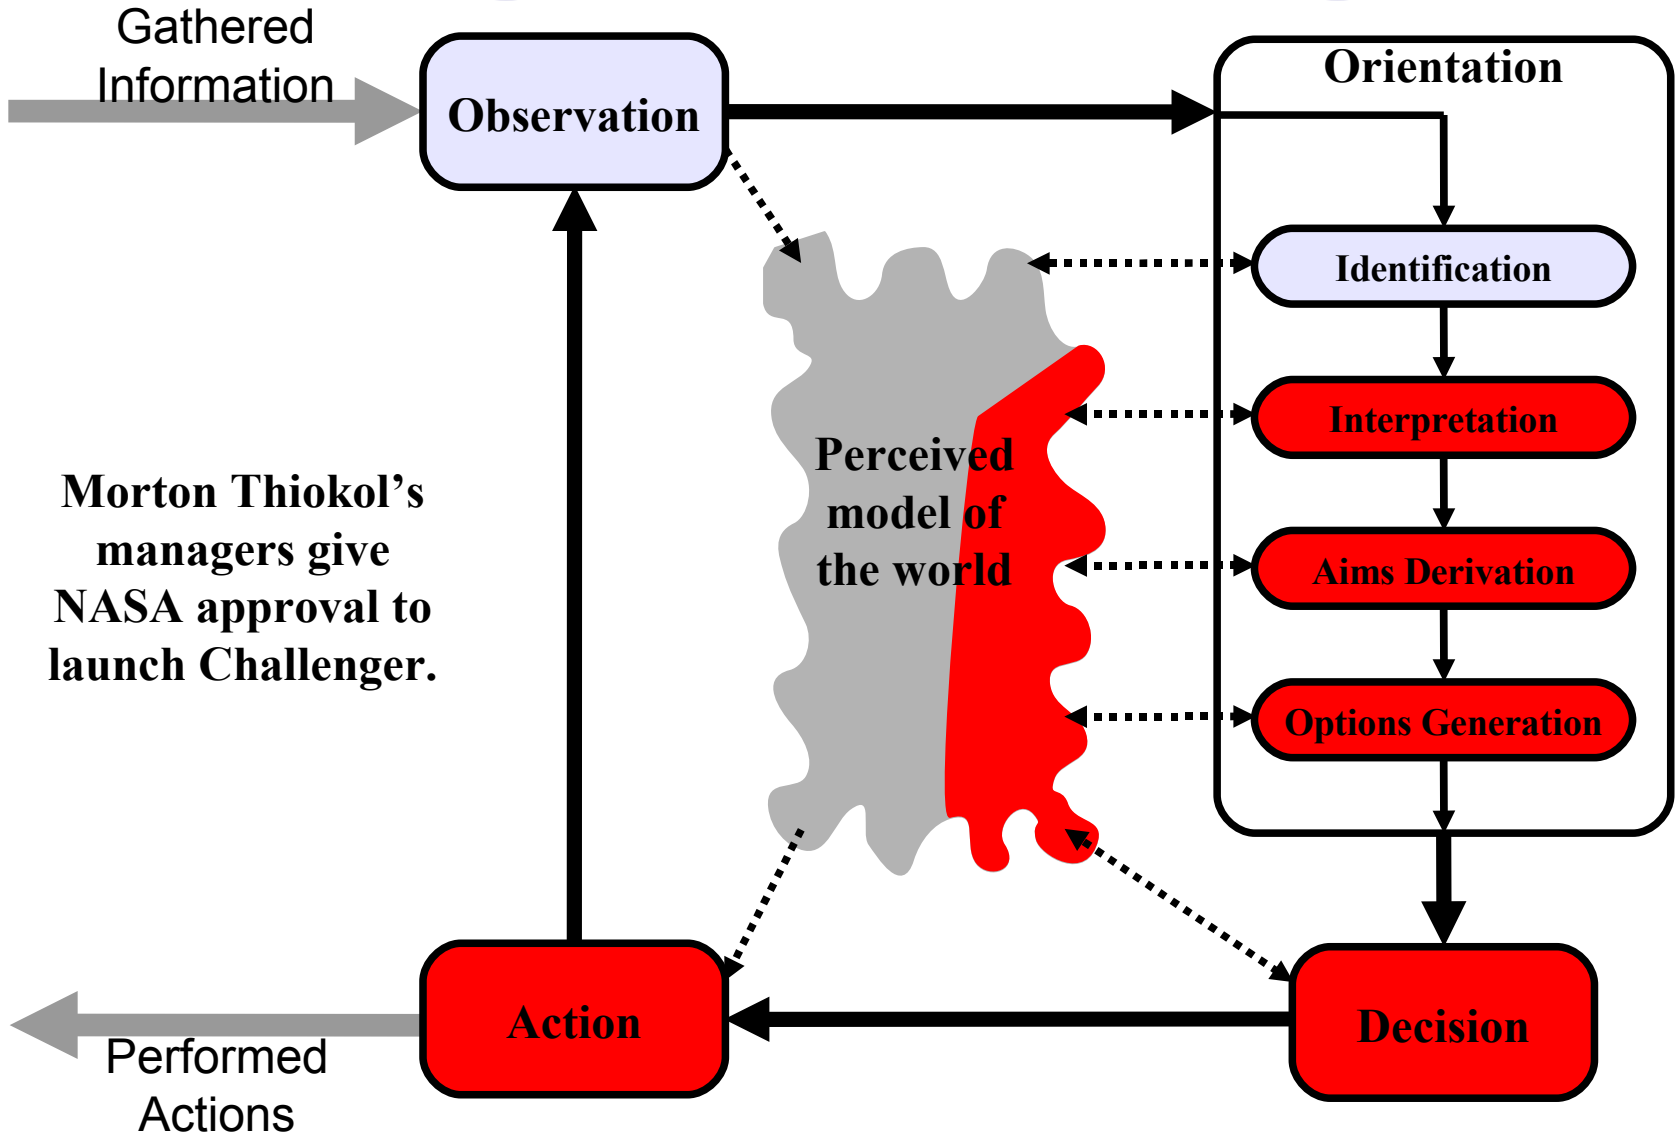 Gathered
Information
Observation
Orientation
Identification
Interpretation
Aims Derivation
Options Generation
Perceived
model of
the world
Morton Thiokol’s
managers give
NASA approval to
launch Challenger.
Action
Decision
Performed
Actions